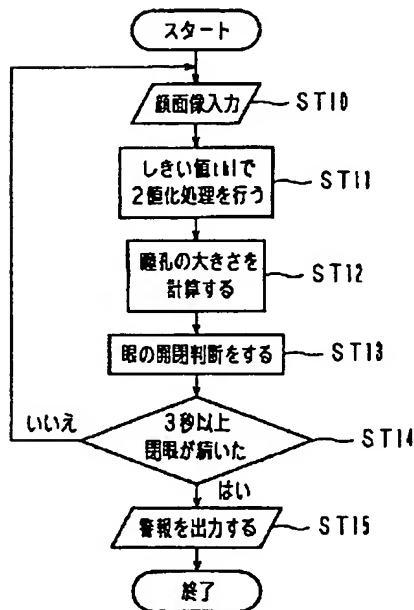 スタート
顔画像入力
ST10
しきい値thlで
2値化処理を行う
ST11
瞳孔の大きさを
計算する
ST12
眼の開閉判断をする
ST13
いいえ
3秒以上
閉眼が続いた
ST14
はい
警報を出力する
ST15
終了